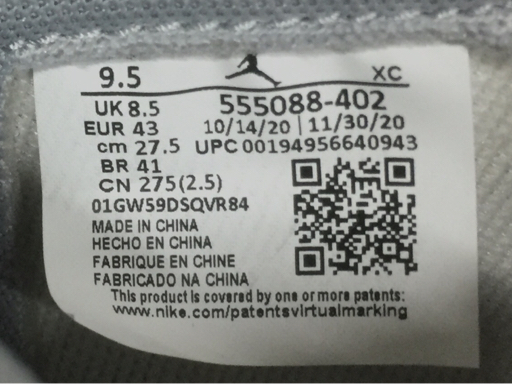 9.5 XC
UK 8.5 555088-402
EUR 43 10/14/20 | 11/30/20
cm 27.5 UPC 00194956640943
BR 41
CN 275(2.5)
01GW59DSQVR84
MADE IN CHINA
HECHO EN CHINA
FABRIQUE EN CHINE
FABRICADO NA CHINA
This product is covered by one or more patents:
www.nike.com/patentsvirtualmarking